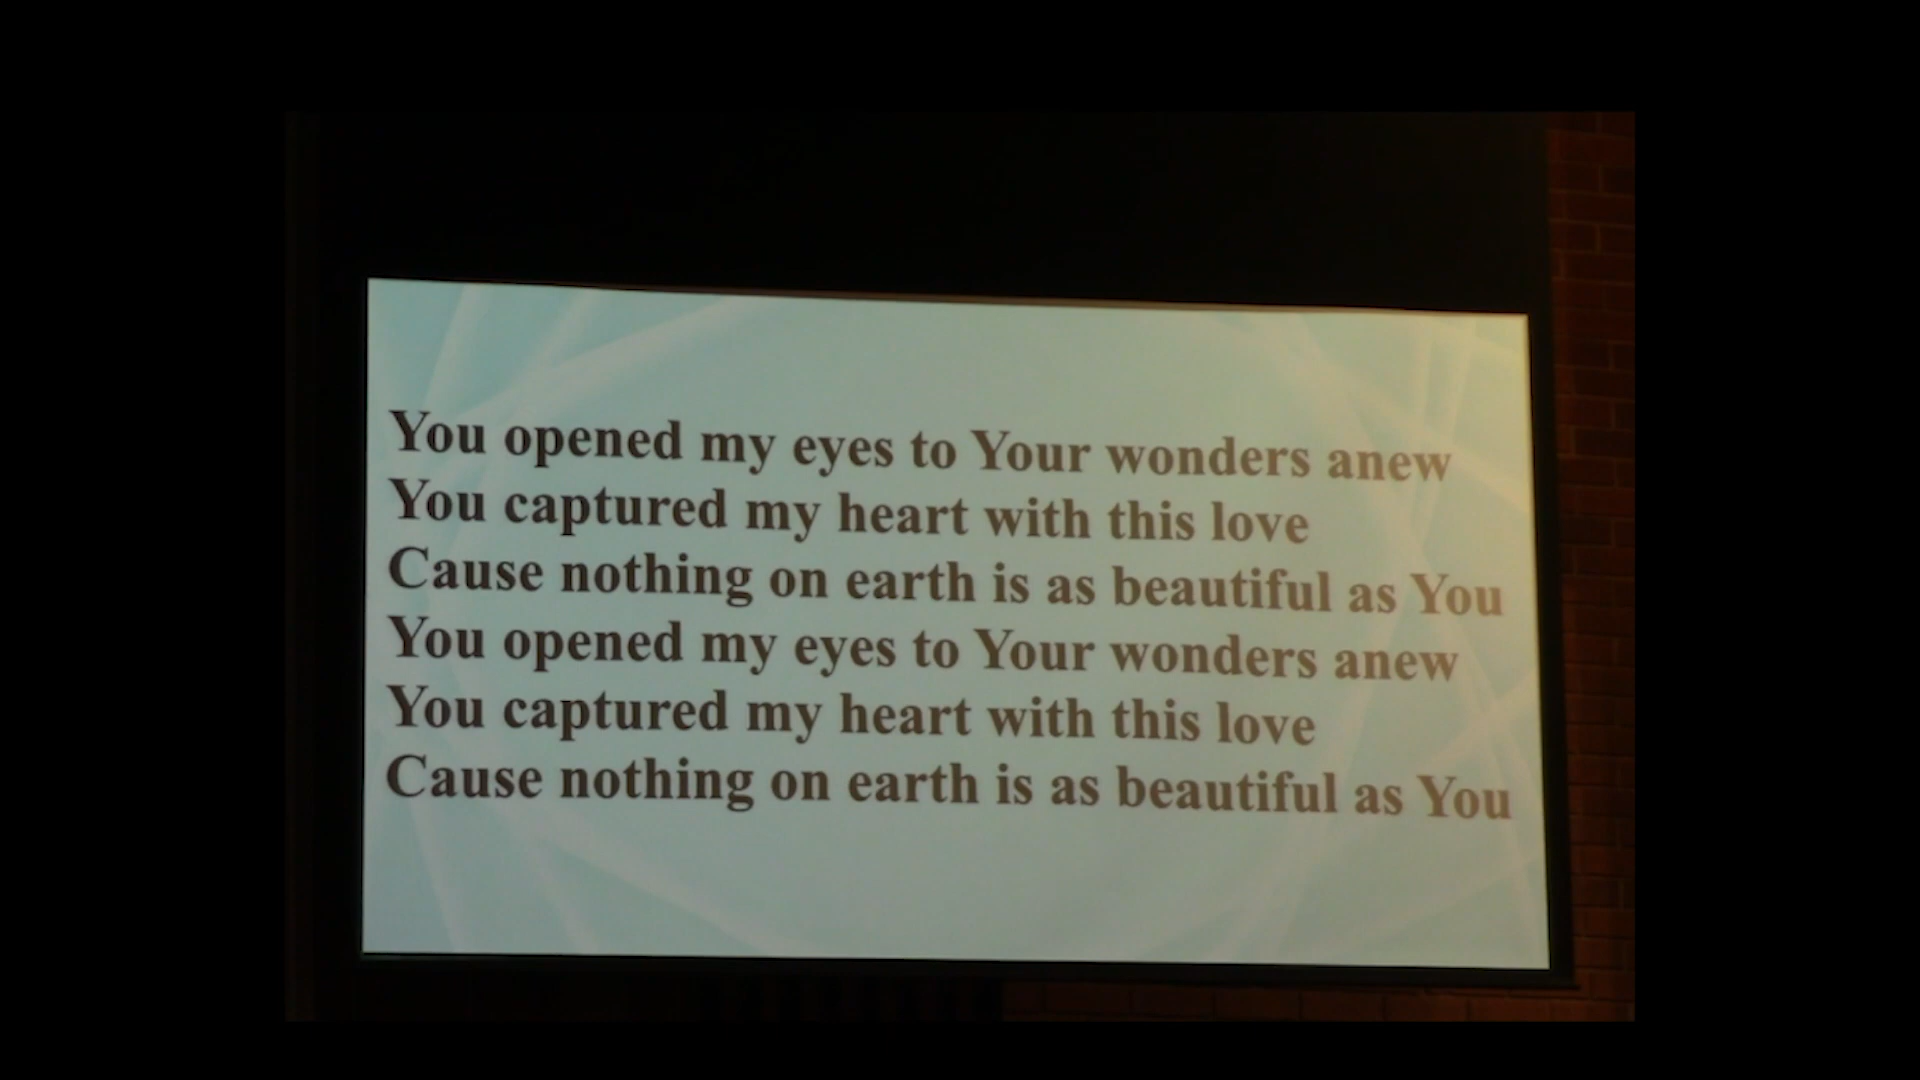 You opened my eyes to Your wonders anew
You captured my heart with this love
Cause nothing on earth is as beautiful as You
You opened my eyes to Your wonders anew
You captured my heart with this love
Cause nothing on earth is as beautiful as You